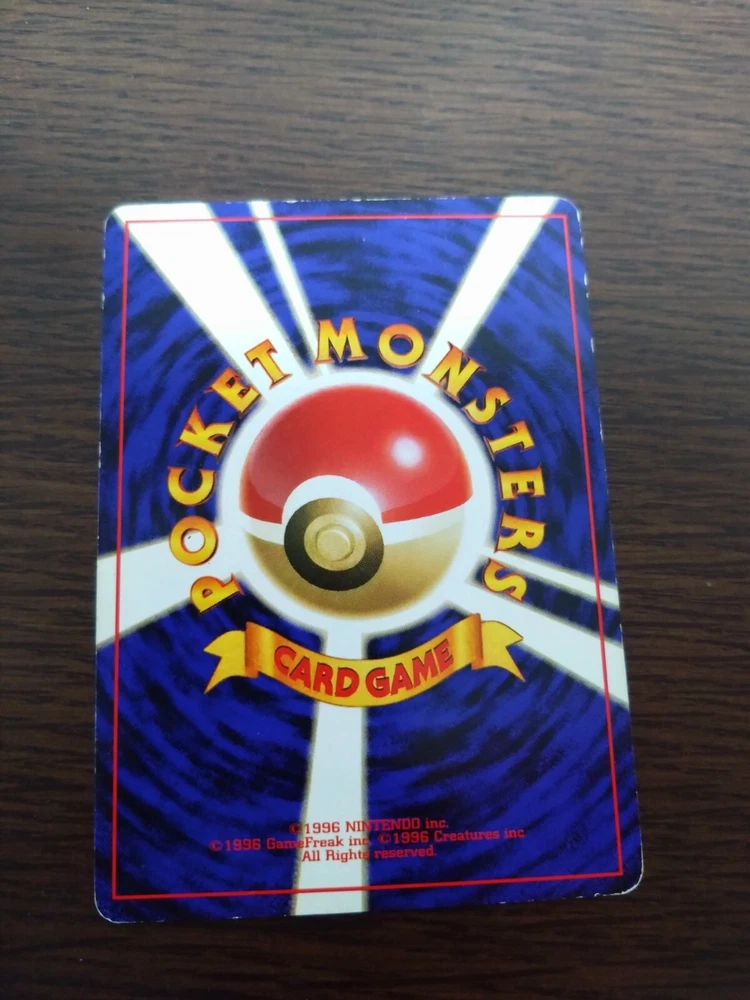 POCKET MONSTERS
CARD GAME
©1996 NINTENDO inc.
©1996 GameFreak inc. ©1996 Creatures inc
All Rights reserved.